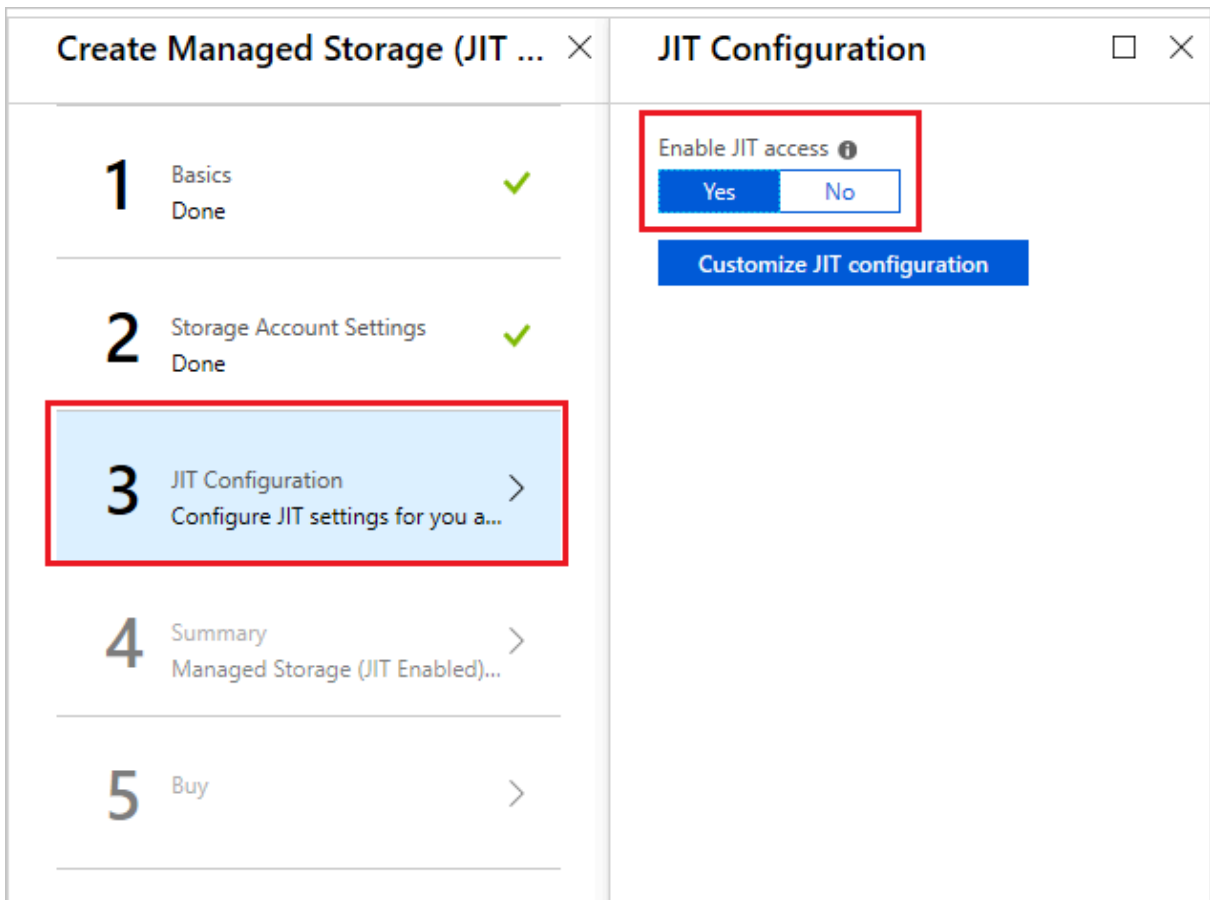 Create Managed Storage (JIT ...
1
Basics
Done
2
Storage Account Settings
Done
3
JIT Configuration
Configure JIT settings for you a...
4
Summary
Managed Storage (JIT Enabled)...
5
Buy
JIT Configuration
Enable JIT access
Yes No
Customize JIT configuration